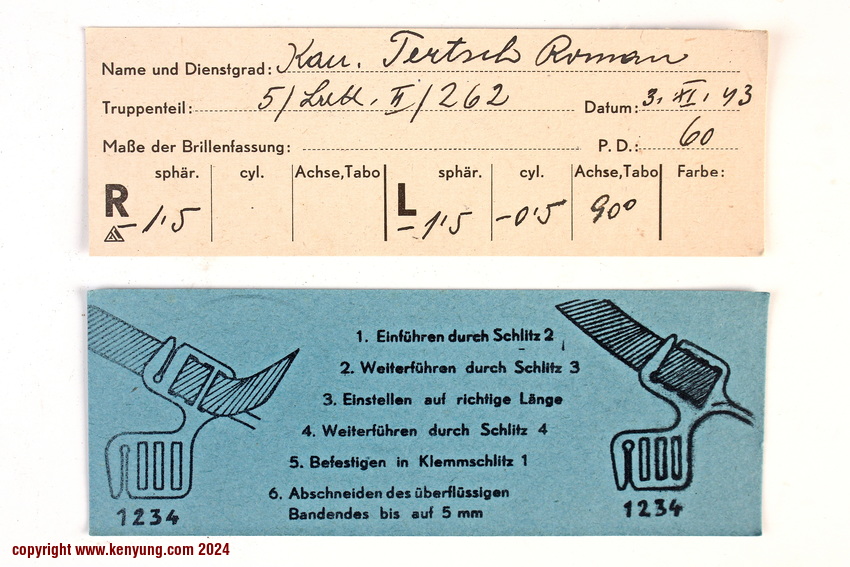 Name und Dienstgrad: Kan. Tertsch Roman
Truppenteil: 5/ II/262 Datum: 3. XI. 43
Maße der Brillenfassung: P. D.: 60
sphär. cyl. Achse,Tabo sphär. cyl. Achse,Tabo Farbe:
R -1'5 L -1'5 -0'5 90°
1. Einführen durch Schlitz 2
2. Weiterführen durch Schlitz 3
3. Einstellen auf richtige Länge
4. Weiterführen durch Schlitz 4
5. Befestigen in Klemmschlitz 1
6. Abschneiden des überflüssigen
Bandendes bis auf 5 mm
1234
1234
copyright www.kenyung.com 2024